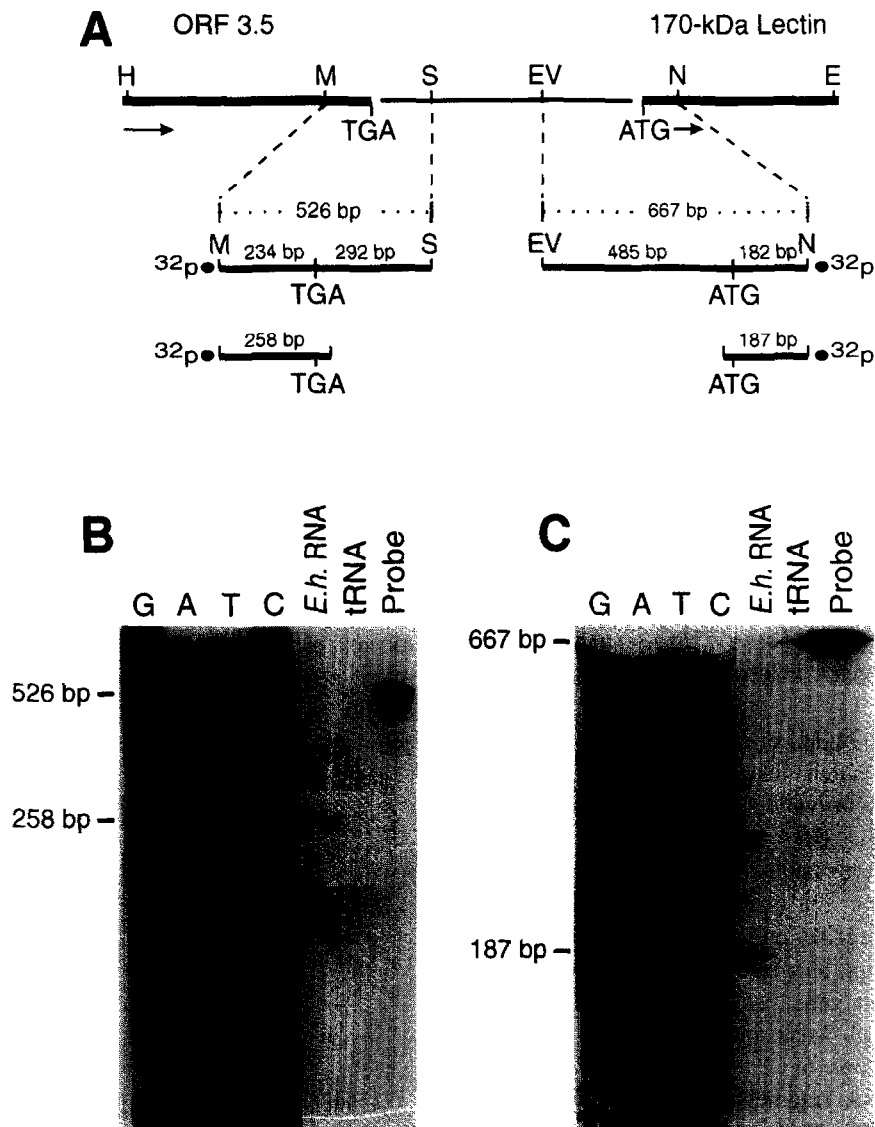 A
ORF 3.5 170-kDa Lectin
H M S EV N E
TGA ATG
526 bp 667 bp
M S EV N
32p 234 bp 292 bp 485 bp 182 bp 32p
TGA ATG
32p 258 bp 187 bp 32p
TGA ATG
B
G A T C E.h. RNA tRNA Probe
526 bp
258 bp
C
G A T C E.h. RNA tRNA Probe
667 bp
187 bp